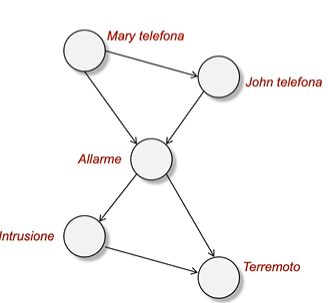 Mary telefona
John telefona
Allarme
Intrusione
Terremoto